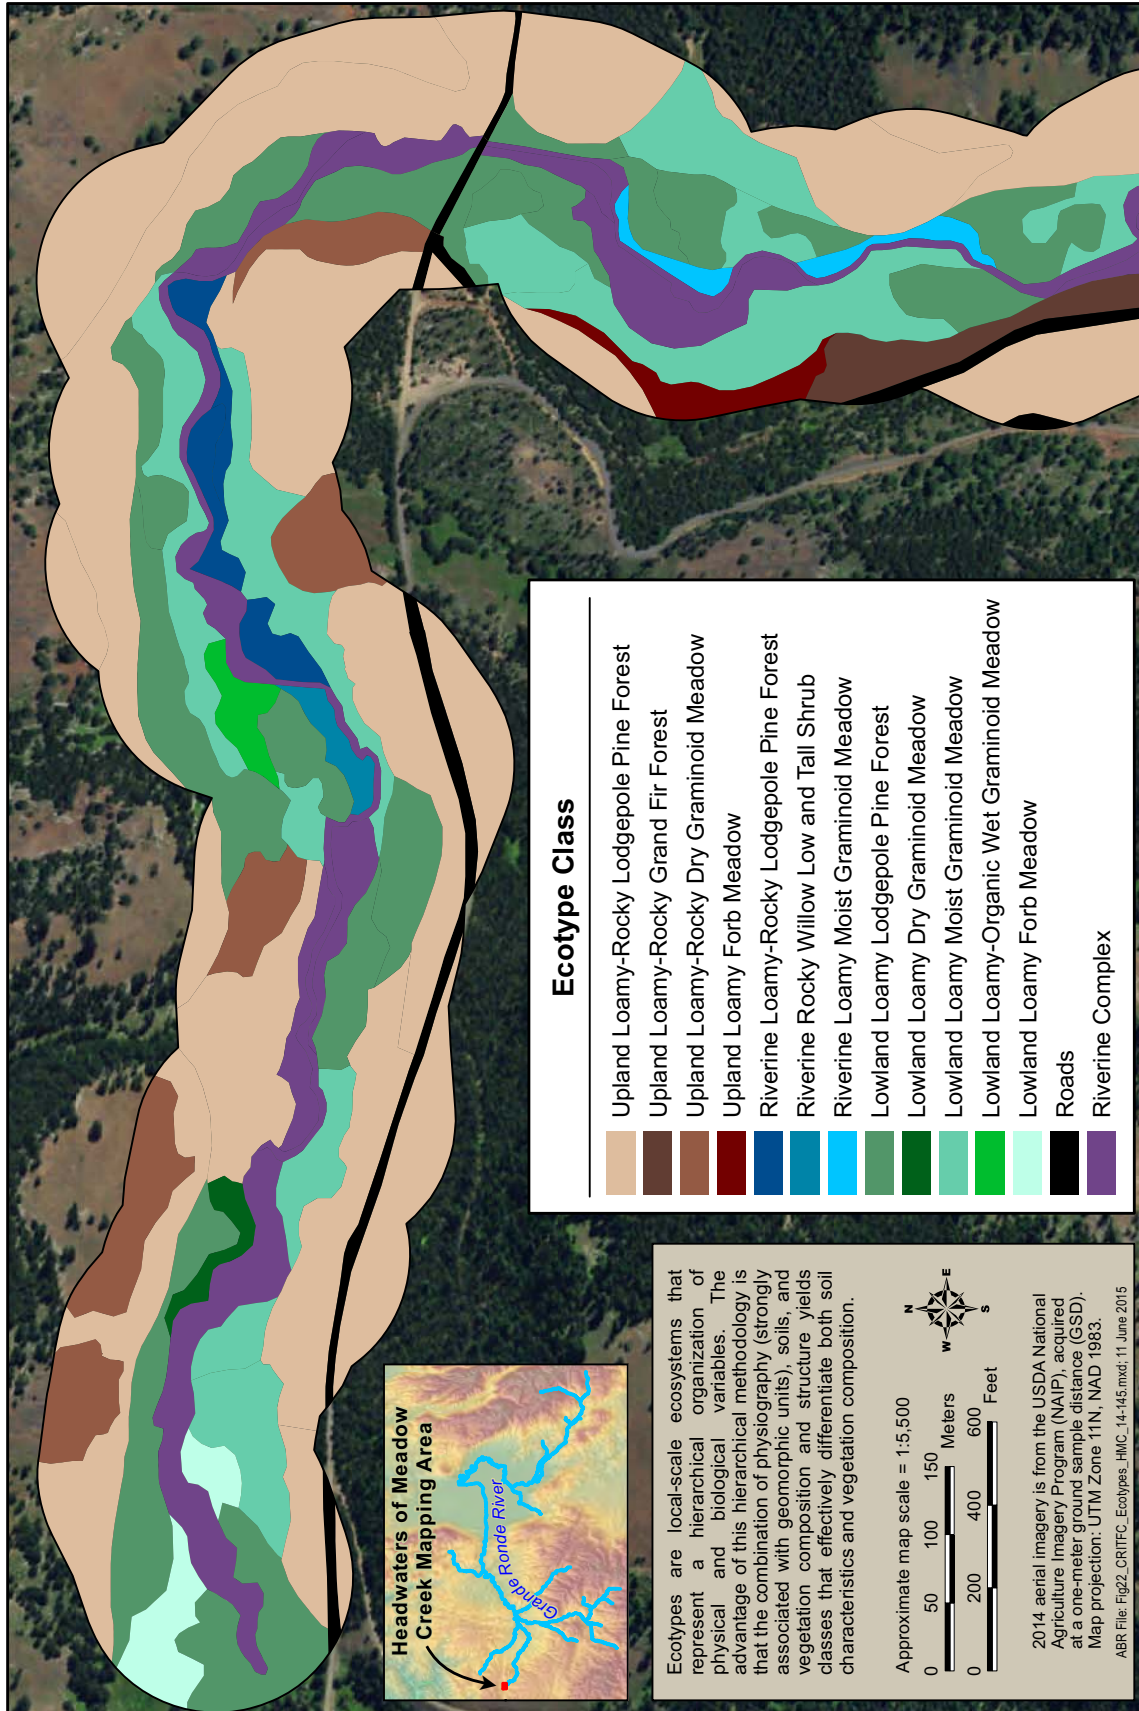 Headwaters of Meadow
Creek Mapping Area
Grande Ronde River
Ecotypes are local-scale ecosystems that
represent a hierarchical organization of
physical and biological variables. The
advantage of this hierarchical methodology is
that the combination of physiography (strongly
associated with geomorphic units), soils, and
vegetation composition and structure yields
classes that effectively differentiate both soil
characteristics and vegetation composition.
Approximate map scale = 1:5,500
0 50 100 150
Meters
0 200 400 600
Feet
N
W E
S
2014 aerial imagery is from the USDA National
Agriculture Imagery Program (NAIP), acquired
at a one-meter ground sample distance (GSD).
Map projection: UTM Zone 11N, NAD 1983.
ABR File: Fig22_CRITFC_Ecotypes_HMC_14-145.mxd; 11 June 2015
Ecotype Class
Upland Loamy-Rocky Lodgepole Pine Forest
Upland Loamy-Rocky Grand Fir Forest
Upland Loamy-Rocky Dry Graminoid Meadow
Upland Loamy Forb Meadow
Riverine Loamy-Rocky Lodgepole Pine Forest
Riverine Rocky Willow Low and Tall Shrub
Riverine Loamy Moist Graminoid Meadow
Lowland Loamy Lodgepole Pine Forest
Lowland Loamy Dry Graminoid Meadow
Lowland Loamy Moist Graminoid Meadow
Lowland Loamy-Organic Wet Graminoid Meadow
Lowland Loamy Forb Meadow
Roads
Riverine Complex